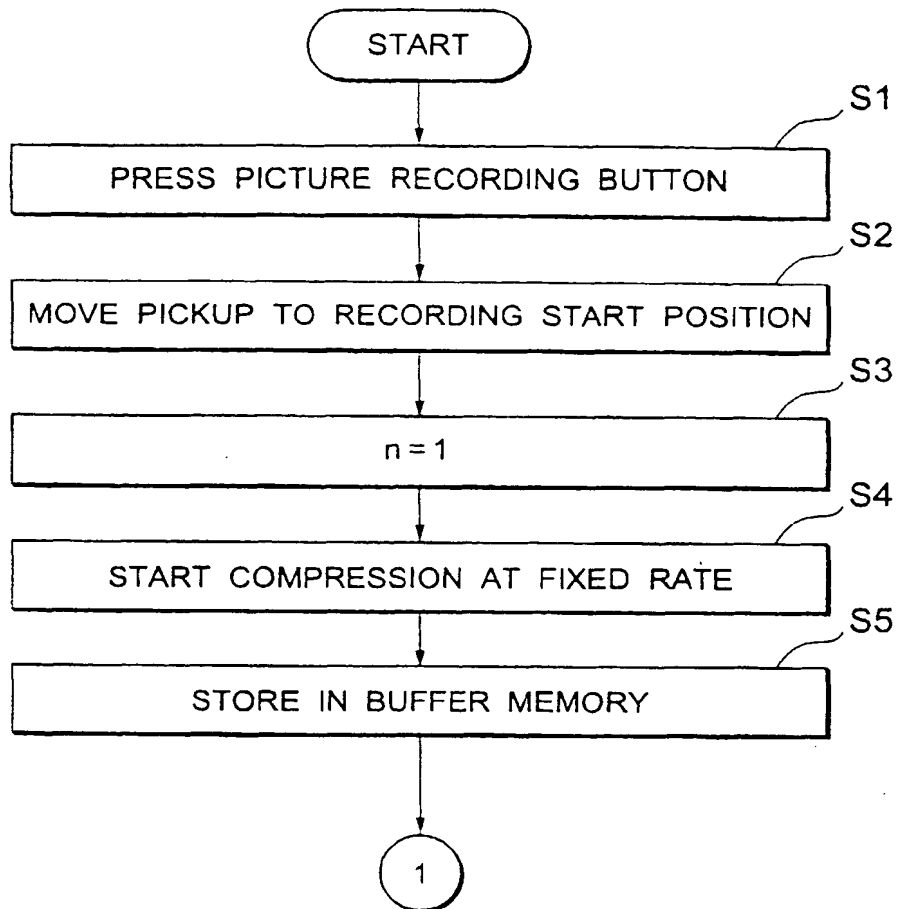 START
S1
PRESS PICTURE RECORDING BUTTON
S2
MOVE PICKUP TO RECORDING START POSITION
S3
n = 1
S4
START COMPRESSION AT FIXED RATE
S5
STORE IN BUFFER MEMORY
1